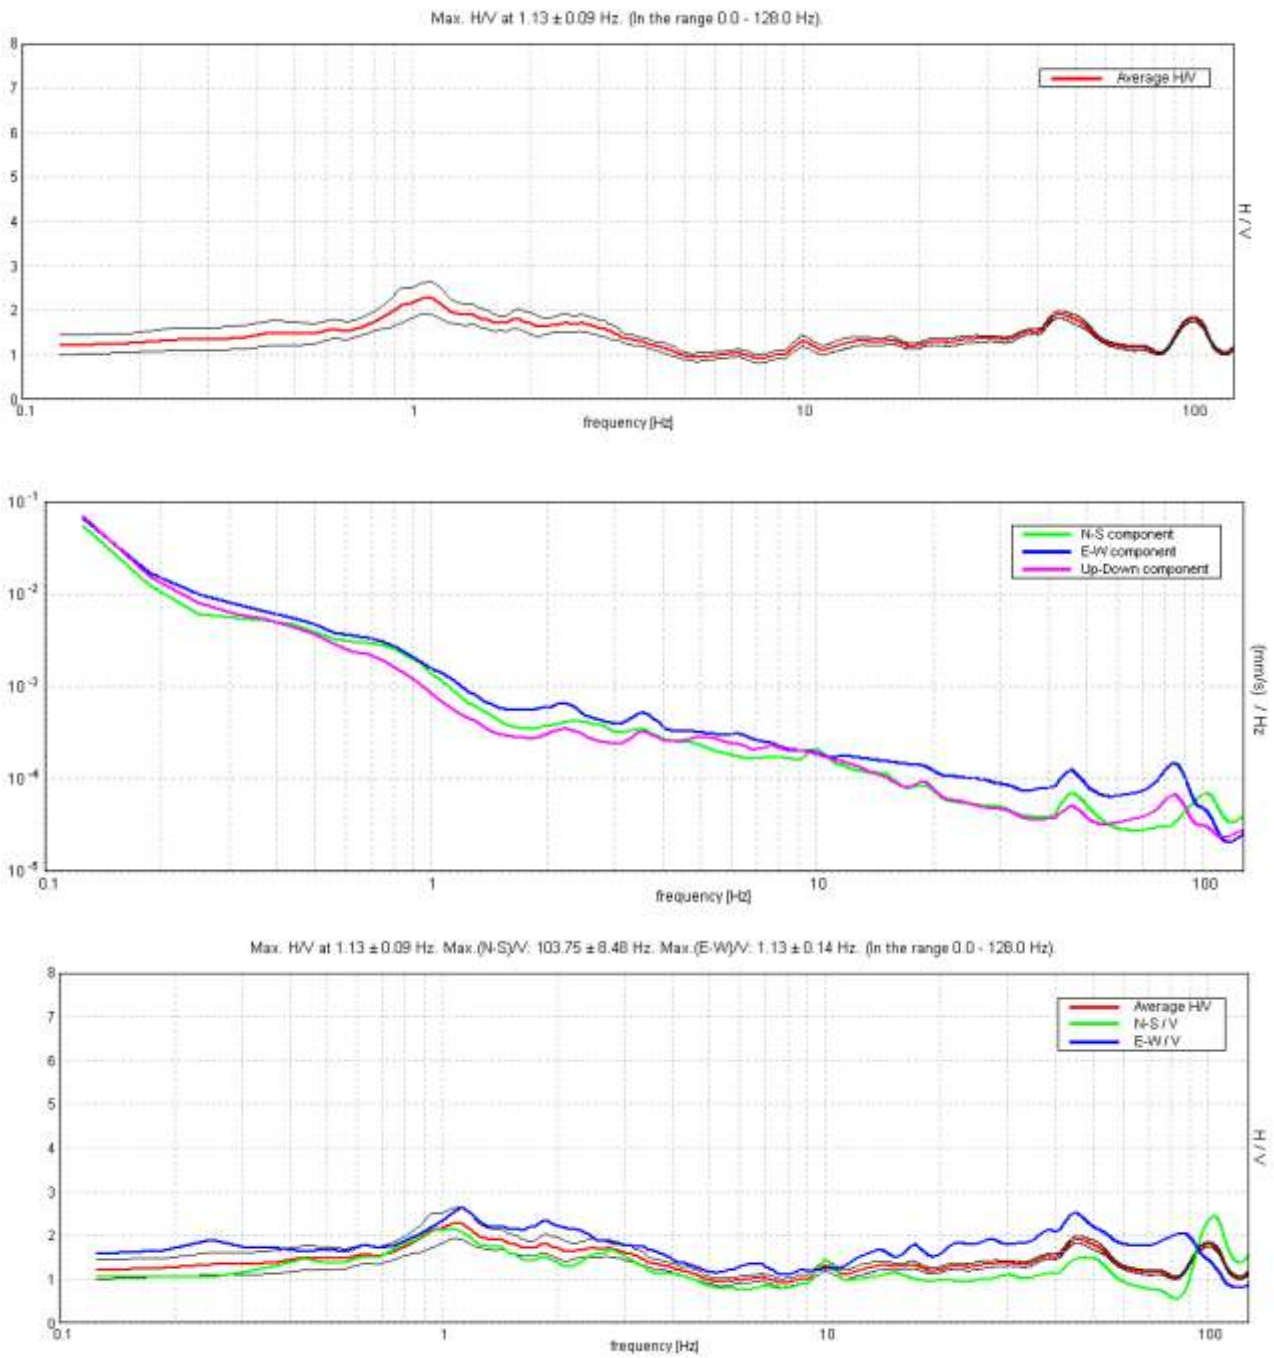 Max. H/V at 1.13 ± 0.09 Hz. (In the range 0.0 - 128.0 Hz).
8
7
6
5
4
3
2
1
0
Average H/V
H / V
0.1
1
10
100
frequency [Hz]
10^-1
10^-2
10^-3
10^-4
10^-5
N-S component
E-W component
Up-Down component
(mm/s) / Hz
0.1
1
10
100
frequency [Hz]
Max. H/V at 1.13 ± 0.09 Hz. Max.(N-S)/V: 103.75 ± 8.48 Hz. Max.(E-W)/V: 1.13 ± 0.14 Hz. (In the range 0.0 - 128.0 Hz).
8
7
6
5
4
3
2
1
0
Average H/V
N-S / V
E-W / V
H / V
0.1
1
10
100
frequency [Hz]